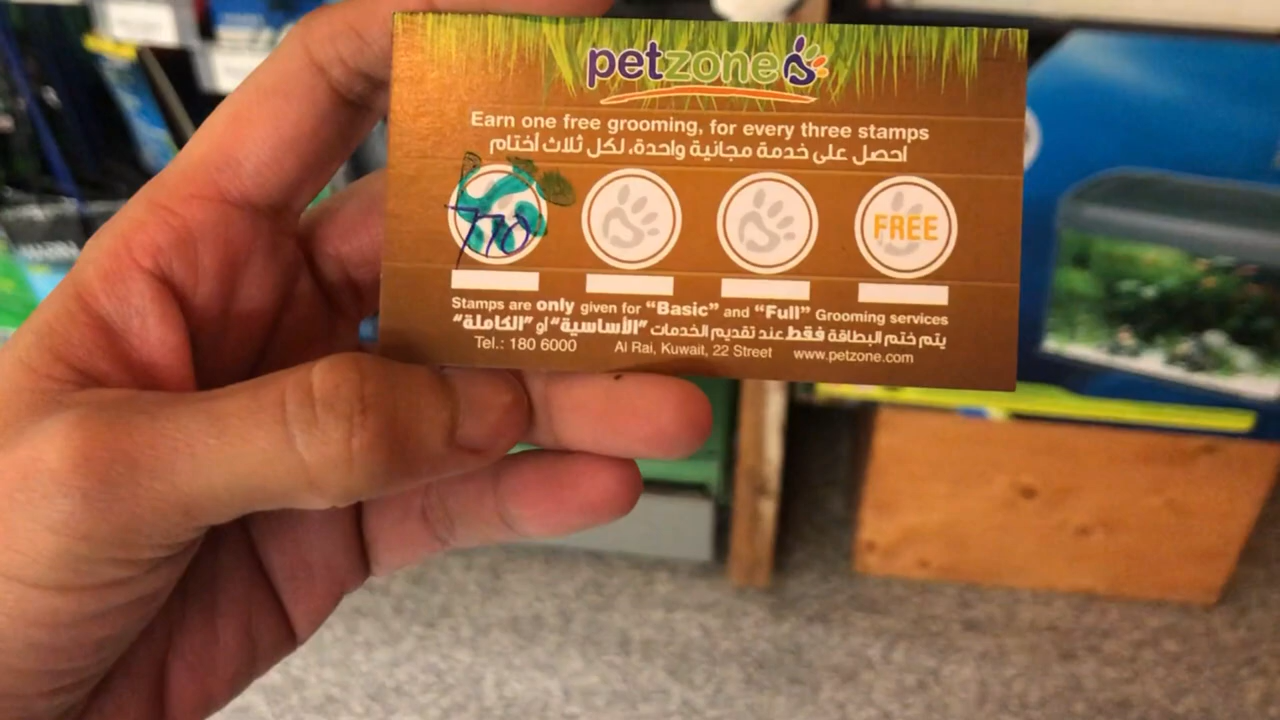 petzone
Earn one free grooming, for every three stamps
احصل على خدمة مجانية واحدة، لكل ثلاث أختام
770
FREE
Stamps are only given for “Basic” and “Full” Grooming services
يتم ختم البطاقة فقط عند تقديم الخدمات “الأساسية” أو “الكاملة”
Tel.: 180 6000 Al Rai, Kuwait, 22 Street www.petzone.com